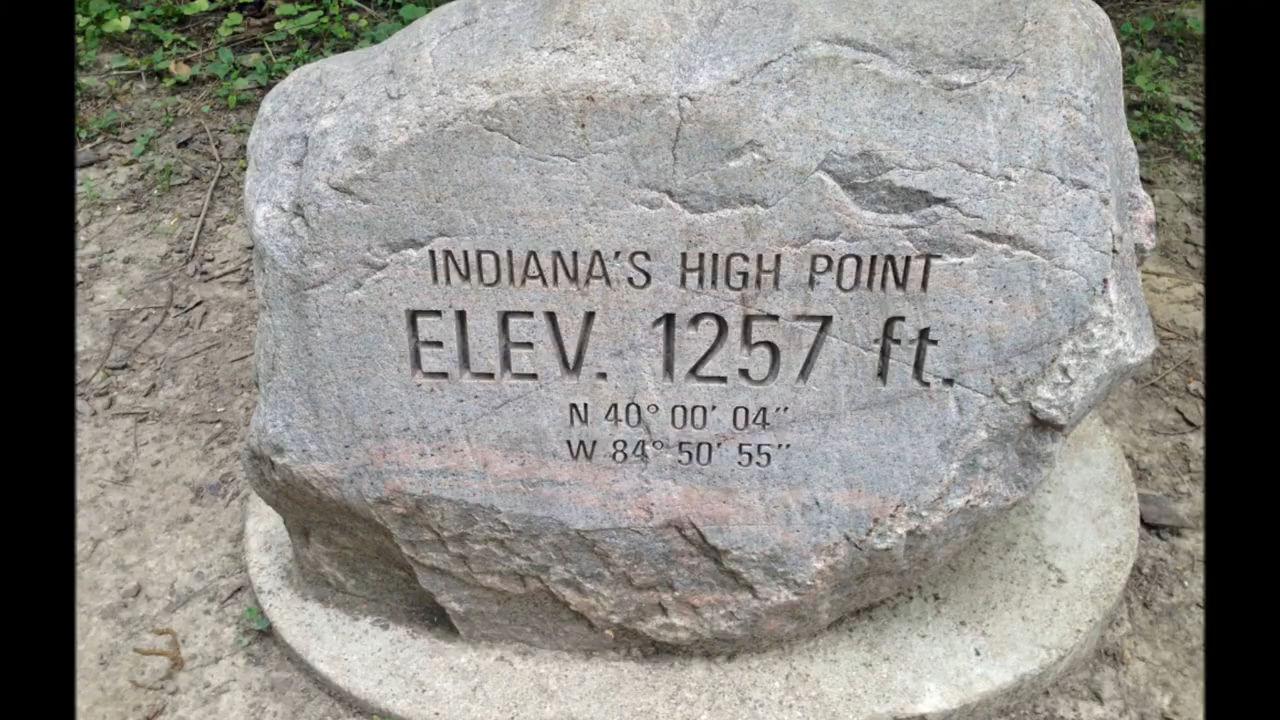 INDIANA'S HIGH POINT
ELEV. 1257 ft.
N 40° 00' 04"
W 84° 50' 55"